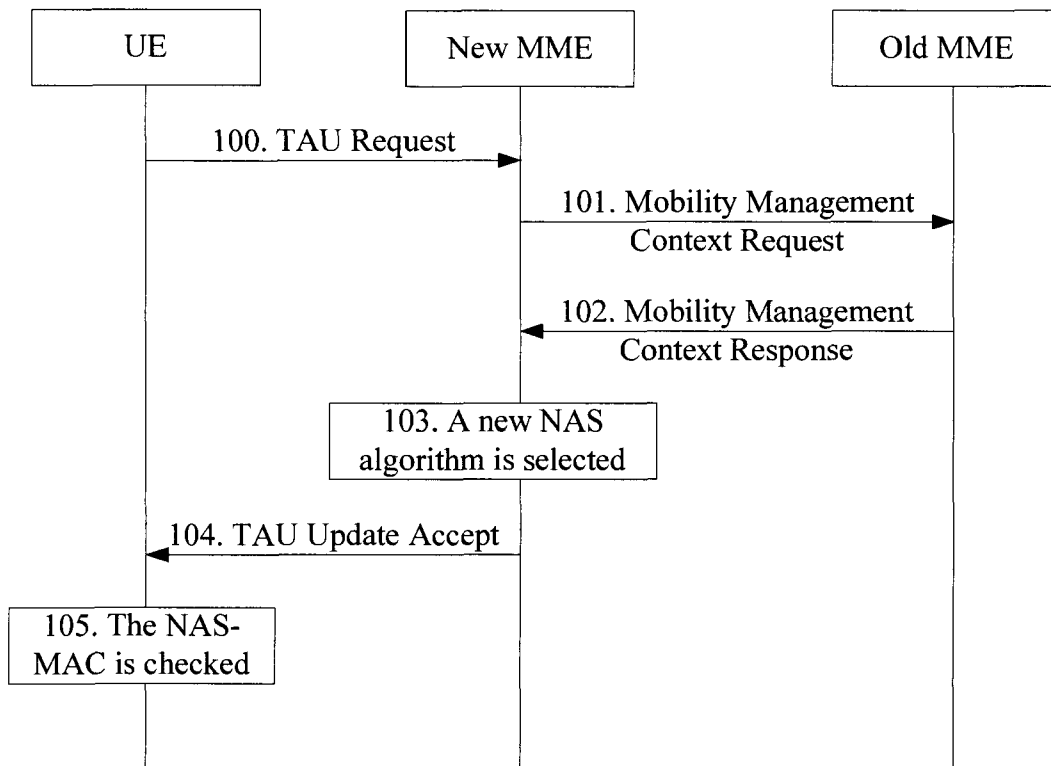 UE
New MME
Old MME
100. TAU Request
101. Mobility Management
Context Request
102. Mobility Management
Context Response
103. A new NAS
algorithm is selected
104. TAU Update Accept
105. The NAS-
MAC is checked